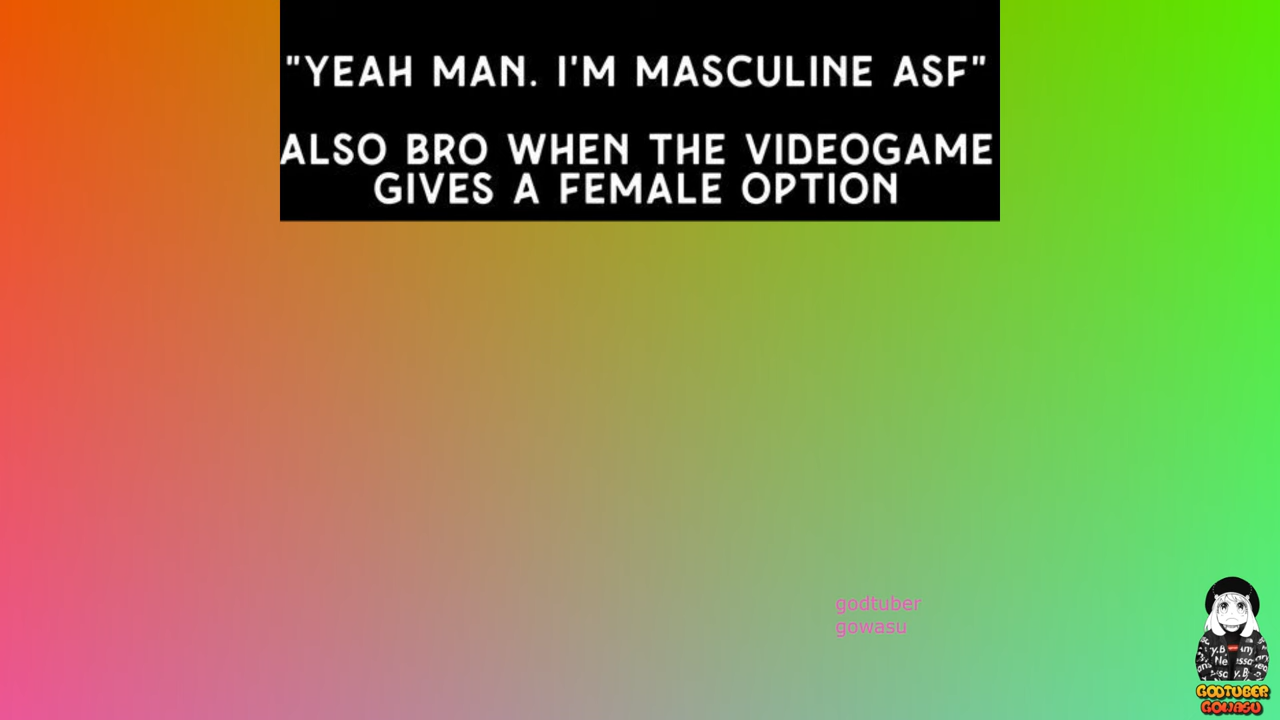 "YEAH MAN. I'M MASCULINE ASF"
ALSO BRO WHEN THE VIDEOGAME
GIVES A FEMALE OPTION
godtuber
gowasu
GODTUBER
GOWASU